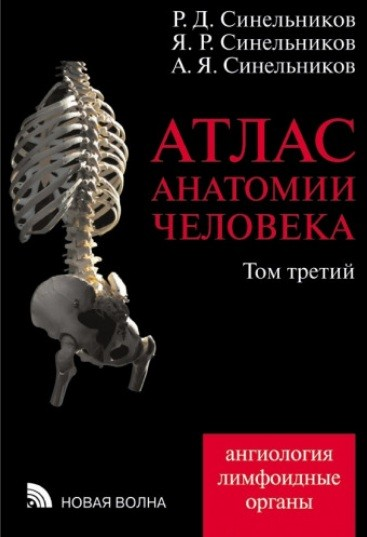 Р. Д. Синельников
Я. Р. Синельников
А. Я. Синельников
АТЛАС
АНАТОМИИ
ЧЕЛОВЕКА
Том третий
ангиология
лимфоидные
органы
НОВАЯ ВОЛНА